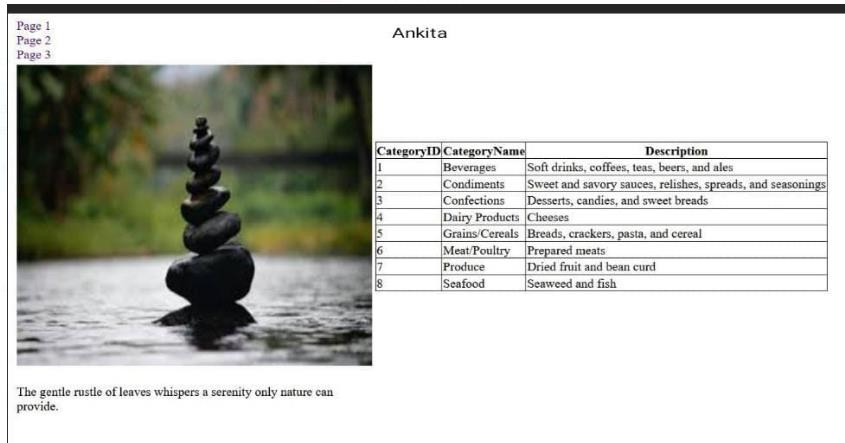 Page 1
Page 2
Page 3
Ankita
CategoryID CategoryName Description
1 Beverages Soft drinks, coffees, teas, beers, and ales
2 Condiments Sweet and savory sauces, relishes, spreads, and seasonings
3 Confections Desserts, candies, and sweet breads
4 Dairy Products Cheeses
5 Grains/Cereals Breads, crackers, pasta, and cereal
6 Meat/Poultry Prepared meats
7 Produce Dried fruit and bean curd
8 Seafood Seaweed and fish
The gentle rustle of leaves whispers a serenity only nature can
provide.